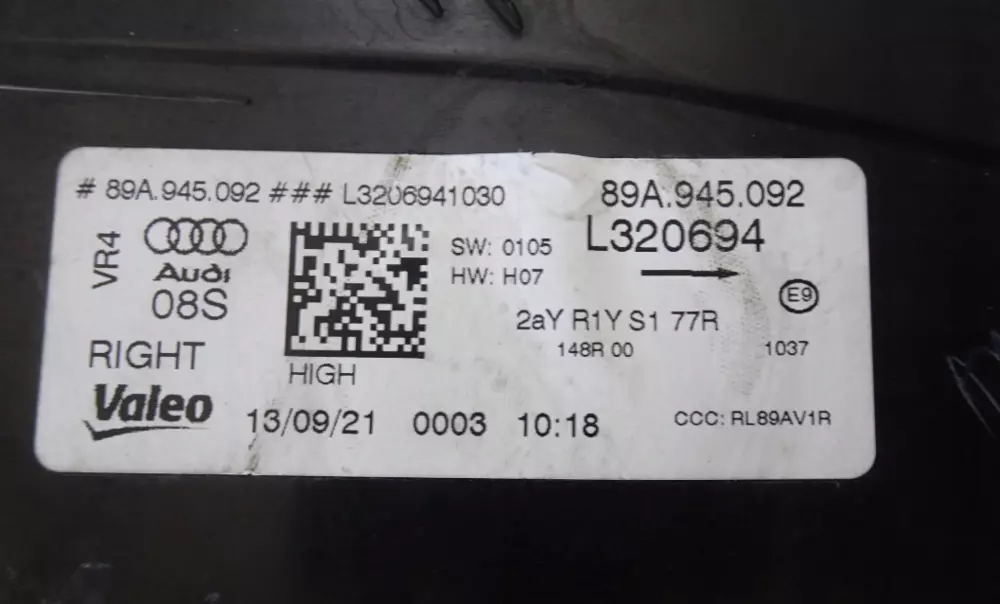 # 89A.945.092 ### L3206941030
89A.945.092
L320694
VR4
Audi
08S
SW: 0105
HW: H07
E9
2aY R1Y S1 77R
148R 00
1037
RIGHT
HIGH
Valeo
13/09/21 0003 10:18
CCC: RL89AV1R